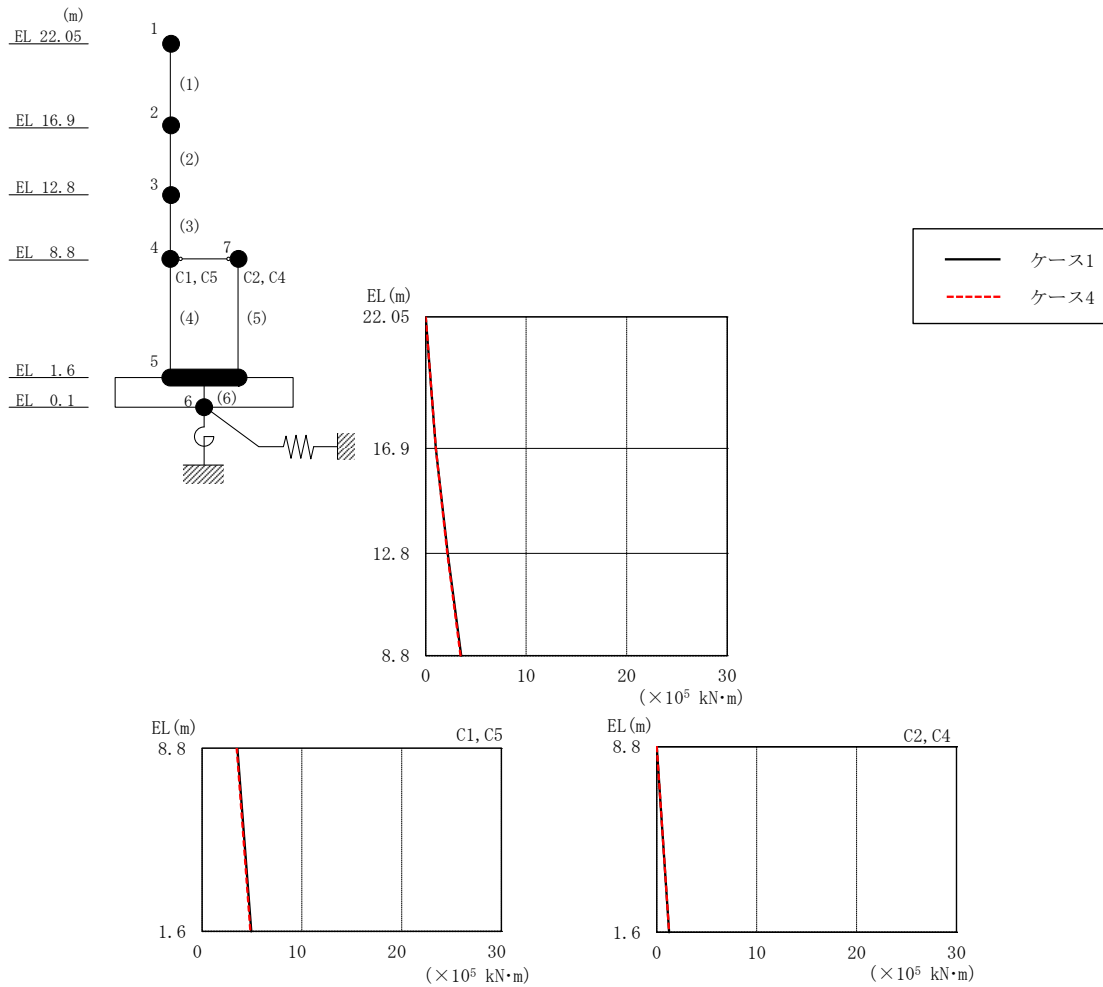 (m)
EL 22.05
1
(1)
EL 16.9
2
(2)
EL 12.8
3
(3)
EL 8.8
4
7
C1,C5
C2,C4
(4)
(5)
EL 1.6
5
EL 0.1
6
(6)
ケース1
ケース4
EL(m)
22.05
16.9
12.8
8.8
0 10 20 30
(×10⁵ kN・m)
EL(m)
C1,C5
8.8
1.6
0 10 20 30
(×10⁵ kN・m)
EL(m)
C2,C4
8.8
1.6
0 10 20 30
(×10⁵ kN・m)